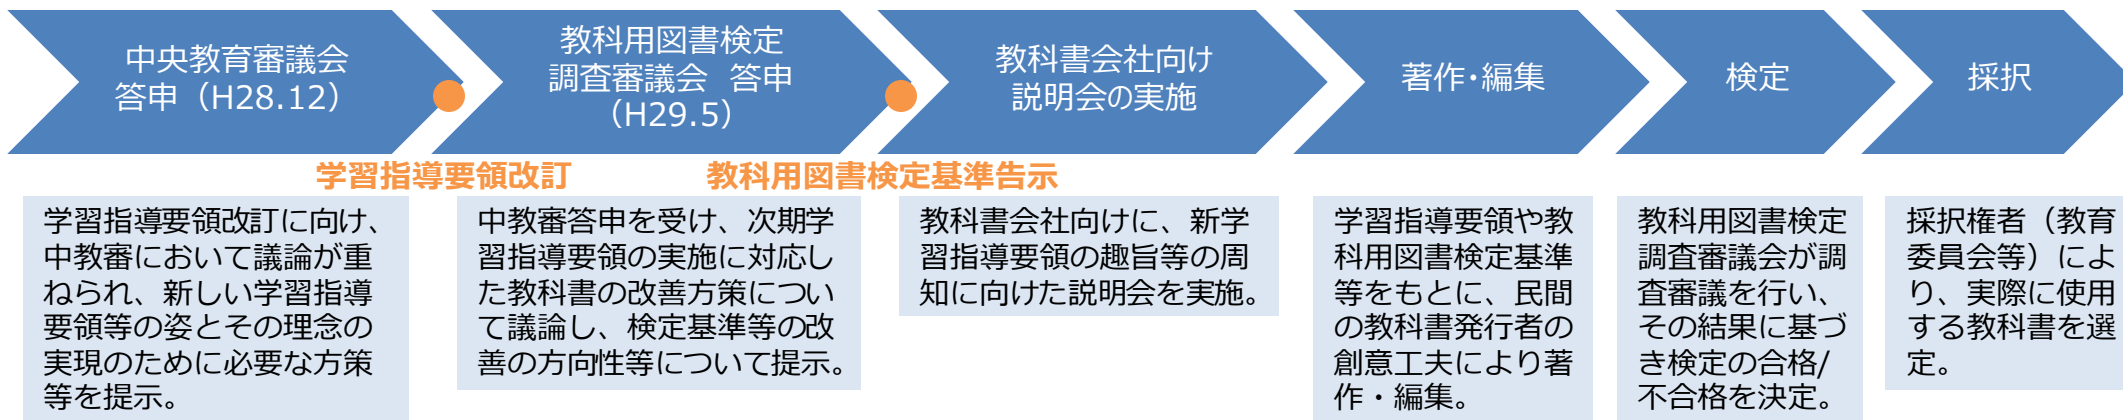 中央教育審議会
答申（H28.12）
教科用図書検定
調査審議会　答申
（H29.5）
教科書会社向け
説明会の実施
著作・編集
検定
採択
学習指導要領改訂
教科用図書検定基準告示
学習指導要領改訂に向け、
中教審において議論が重
ねられ、新しい学習指導
要領等の姿とその理念の
実現のために必要な方策
等を提示。
中教審答申を受け、次期学
習指導要領の実施に対応し
た教科書の改善方策につい
て議論し、検定基準等の改
善の方向性等について提示。
教科書会社向けに、新学
習指導要領の趣旨等の周
知に向けた説明会を実施。
学習指導要領や教
科用図書検定基準
等をもとに、民間
の教科書発行者の
創意工夫により著
作・編集。
教科用図書検定
調査審議会が調
査審議を行い、
その結果に基づ
き検定の合格/
不合格を決定。
採択権者（教育
委員会等）によ
り、実際に使用
する教科書を選
定。